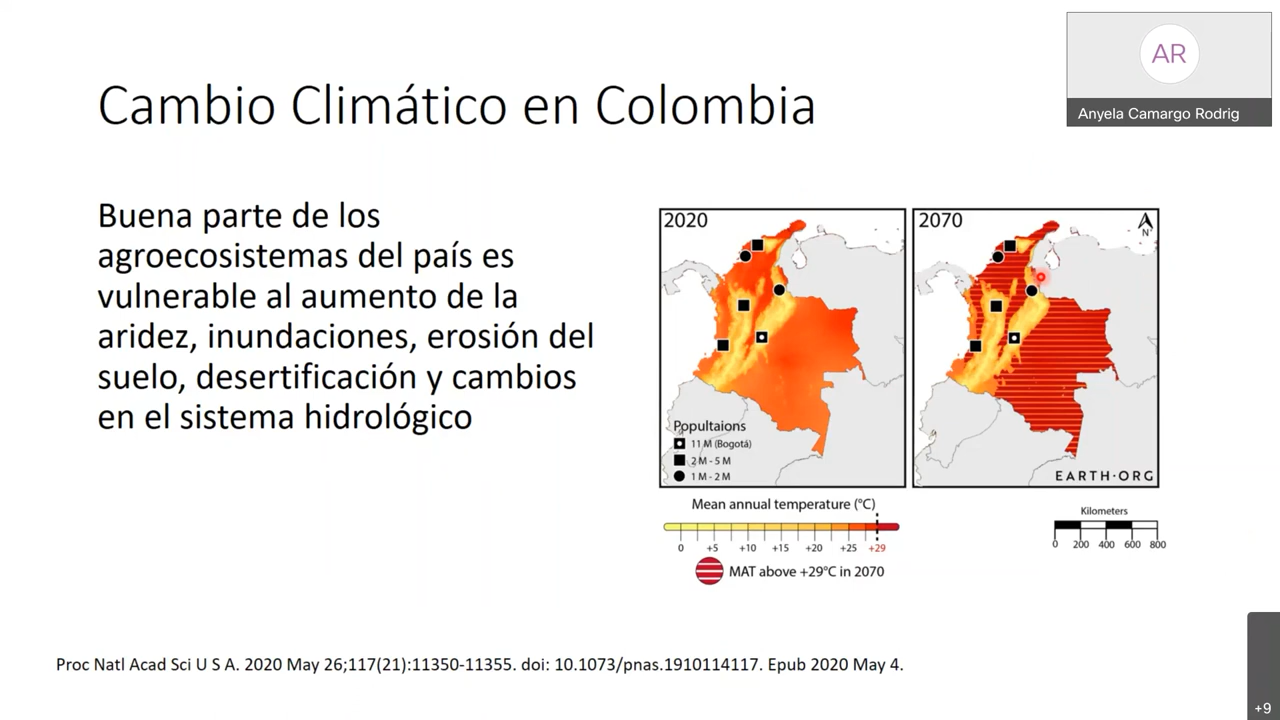 Cambio Climático en Colombia
AR
Anyela Camargo Rodrig
Buena parte de los
agroecosistemas del país es
vulnerable al aumento de la
aridez, inundaciones, erosión del
suelo, desertificación y cambios
en el sistema hidrológico
2020
Popultaions
11 M (Bogotá)
2 M - 5 M
1 M - 2 M
2070
N
EARTH·ORG
Mean annual temperature (°C)
0 +5 +10 +15 +20 +25 +29
MAT above +29°C in 2070
Kilometers
0 200 400 600 800
Proc Natl Acad Sci U S A. 2020 May 26;117(21):11350-11355. doi: 10.1073/pnas.1910114117. Epub 2020 May 4.
+9